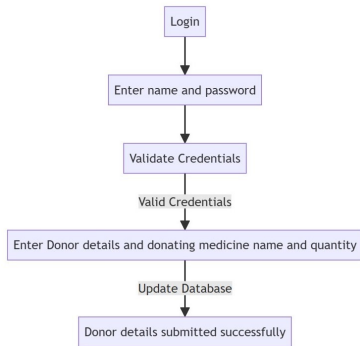 Login
Enter name and password
Validate Credentials
Valid Credentials
Enter Donor details and donating medicine name and quantity
Update Database
Donor details submitted successfully